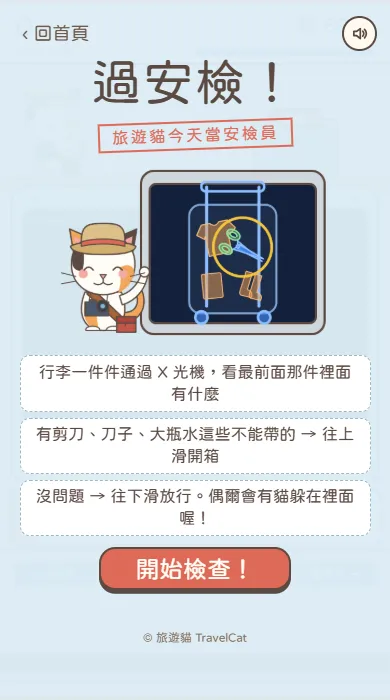 ‹ 回首頁
過安檢！
旅遊貓今天當安檢員
行李一件件通過 X 光機，看最前面那件裡面
有什麼
有剪刀、刀子、大瓶水這些不能帶的 → 往上
滑開箱
沒問題 → 往下滑放行。偶爾會有貓躲在裡面
喔！
開始檢查！
© 旅遊貓 TravelCat